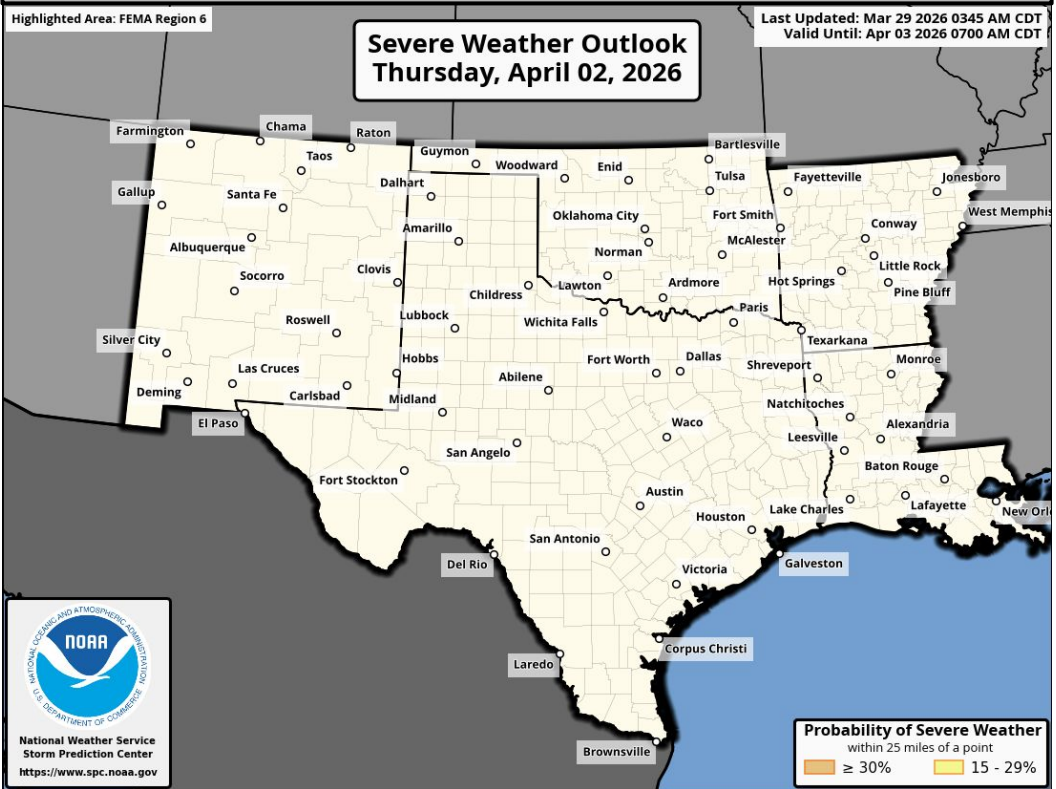 Highlighted Area: FEMA Region 6
Last Updated: Mar 29 2026 0345 AM CDT
Valid Until: Apr 03 2026 0700 AM CDT
Severe Weather Outlook
Thursday, April 02, 2026
Farmington
Chama
Raton
Taos
Guymon
Woodward
Enid
Bartlesville
Tulsa
Fayetteville
Jonesboro
Gallup
Santa Fe
Dalhart
Amarillo
Oklahoma City
Fort Smith
West Memphis
Albuquerque
Norman
McAlester
Conway
Socorro
Clovis
Childress
Lawton
Ardmore
Hot Springs
Little Rock
Pine Bluff
Roswell
Lubbock
Wichita Falls
Paris
Texarkana
Silver City
Las Cruces
Hobbs
Fort Worth
Dallas
Shreveport
Monroe
Deming
Carlsbad
Midland
Abilene
Natchitoches
El Paso
Waco
Leesville
Alexandria
San Angelo
Fort Stockton
Baton Rouge
Austin
Houston
Lake Charles
Lafayette
New Orl
San Antonio
Del Rio
Victoria
Galveston
Laredo
Corpus Christi
Brownsville
NATIONAL OCEANIC AND ATMOSPHERIC ADMINISTRATION
NOAA
U.S. DEPARTMENT OF COMMERCE
National Weather Service
Storm Prediction Center
https://www.spc.noaa.gov
Probability of Severe Weather
within 25 miles of a point
≥ 30%
15 - 29%